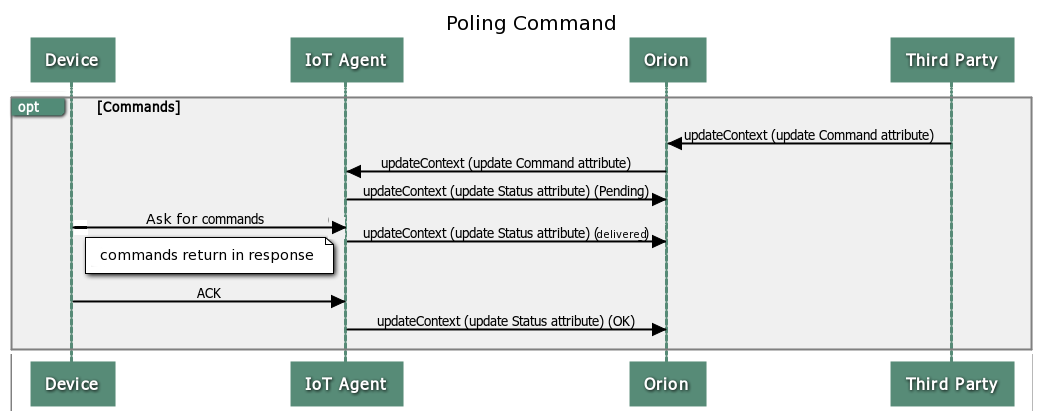 Poling Command
Device IoT Agent Orion Third Party
opt [Commands]
updateContext (update Command attribute)
updateContext (update Command attribute)
updateContext (update Status attribute) (Pending)
Ask for commands
updateContext (update Status attribute) (delivered)
commands return in response
ACK
updateContext (update Status attribute) (OK)
Device IoT Agent Orion Third Party